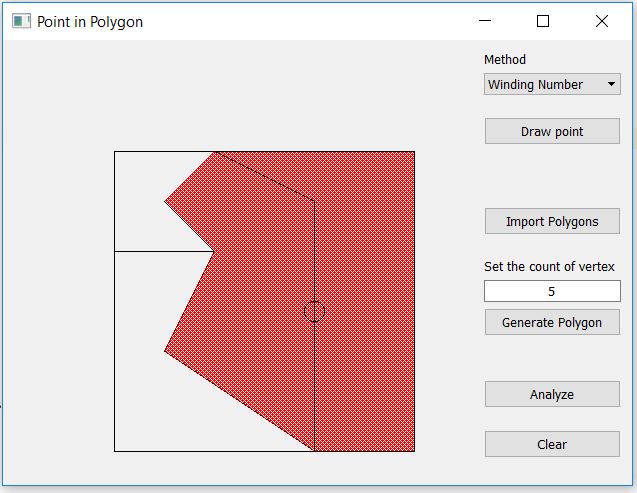 Point in Polygon
Method
Winding Number
Draw point
Import Polygons
Set the count of vertex
5
Generate Polygon
Analyze
Clear